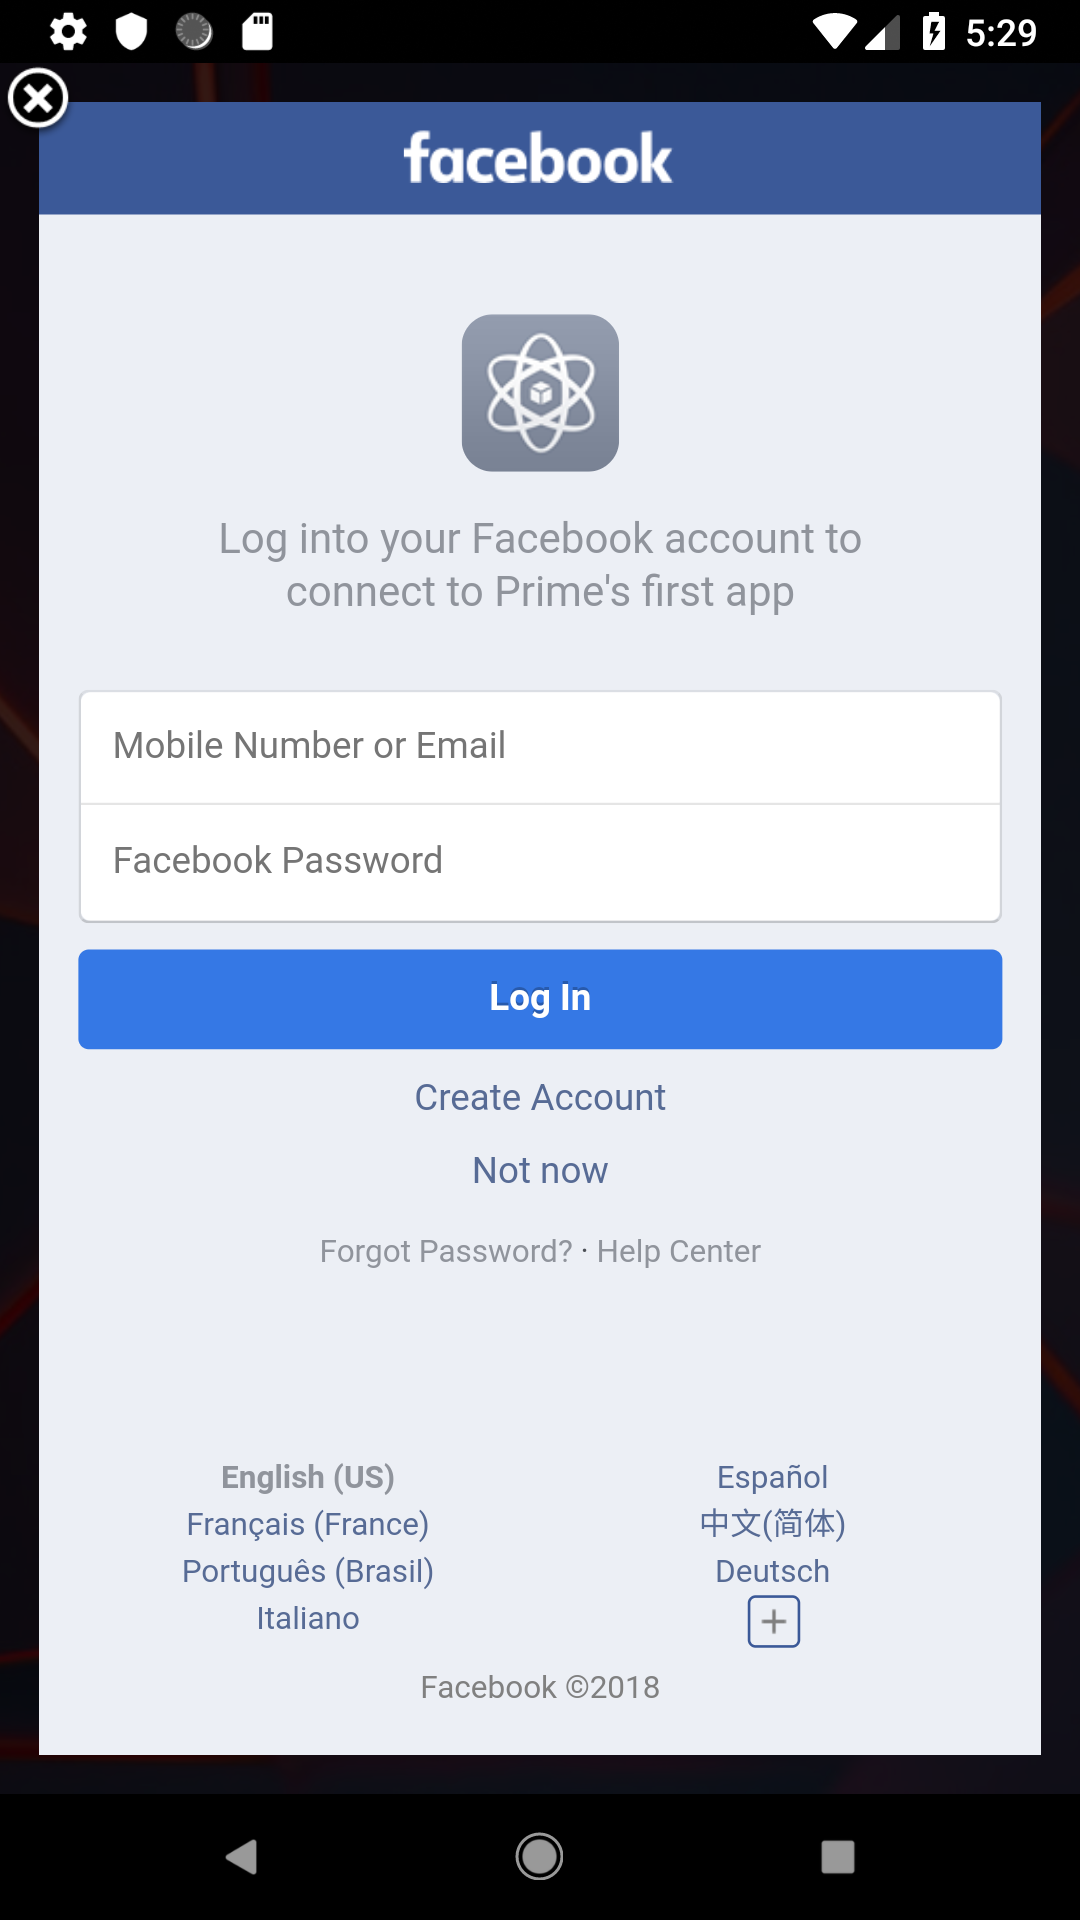 5:29
facebook
Log into your Facebook account to
connect to Prime's first app
Mobile Number or Email
Facebook Password
Log In
Create Account
Not now
Forgot Password? · Help Center
English (US)
Español
Français (France)
中文(简体)
Português (Brasil)
Deutsch
Italiano
Facebook ©2018